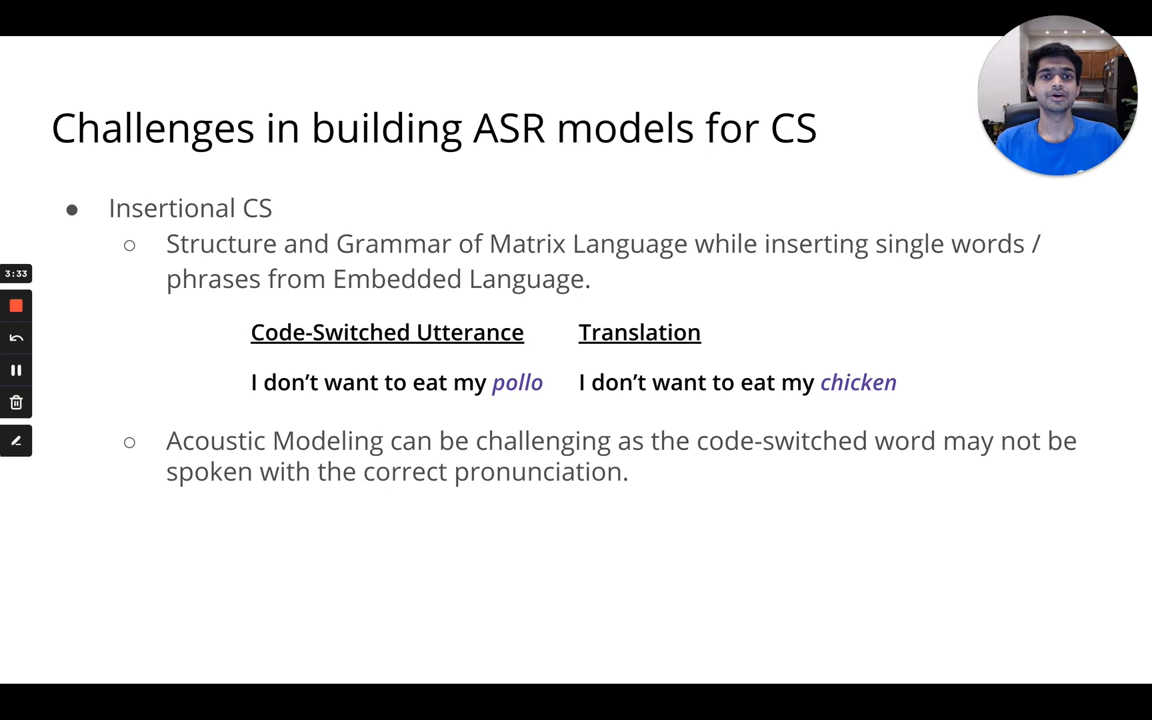 Challenges in building ASR models for CS
● Insertional CS
○ Structure and Grammar of Matrix Language while inserting single words /
phrases from Embedded Language.
Code-Switched Utterance Translation
I don’t want to eat my pollo I don’t want to eat my chicken
○ Acoustic Modeling can be challenging as the code-switched word may not be
spoken with the correct pronunciation.
3:33